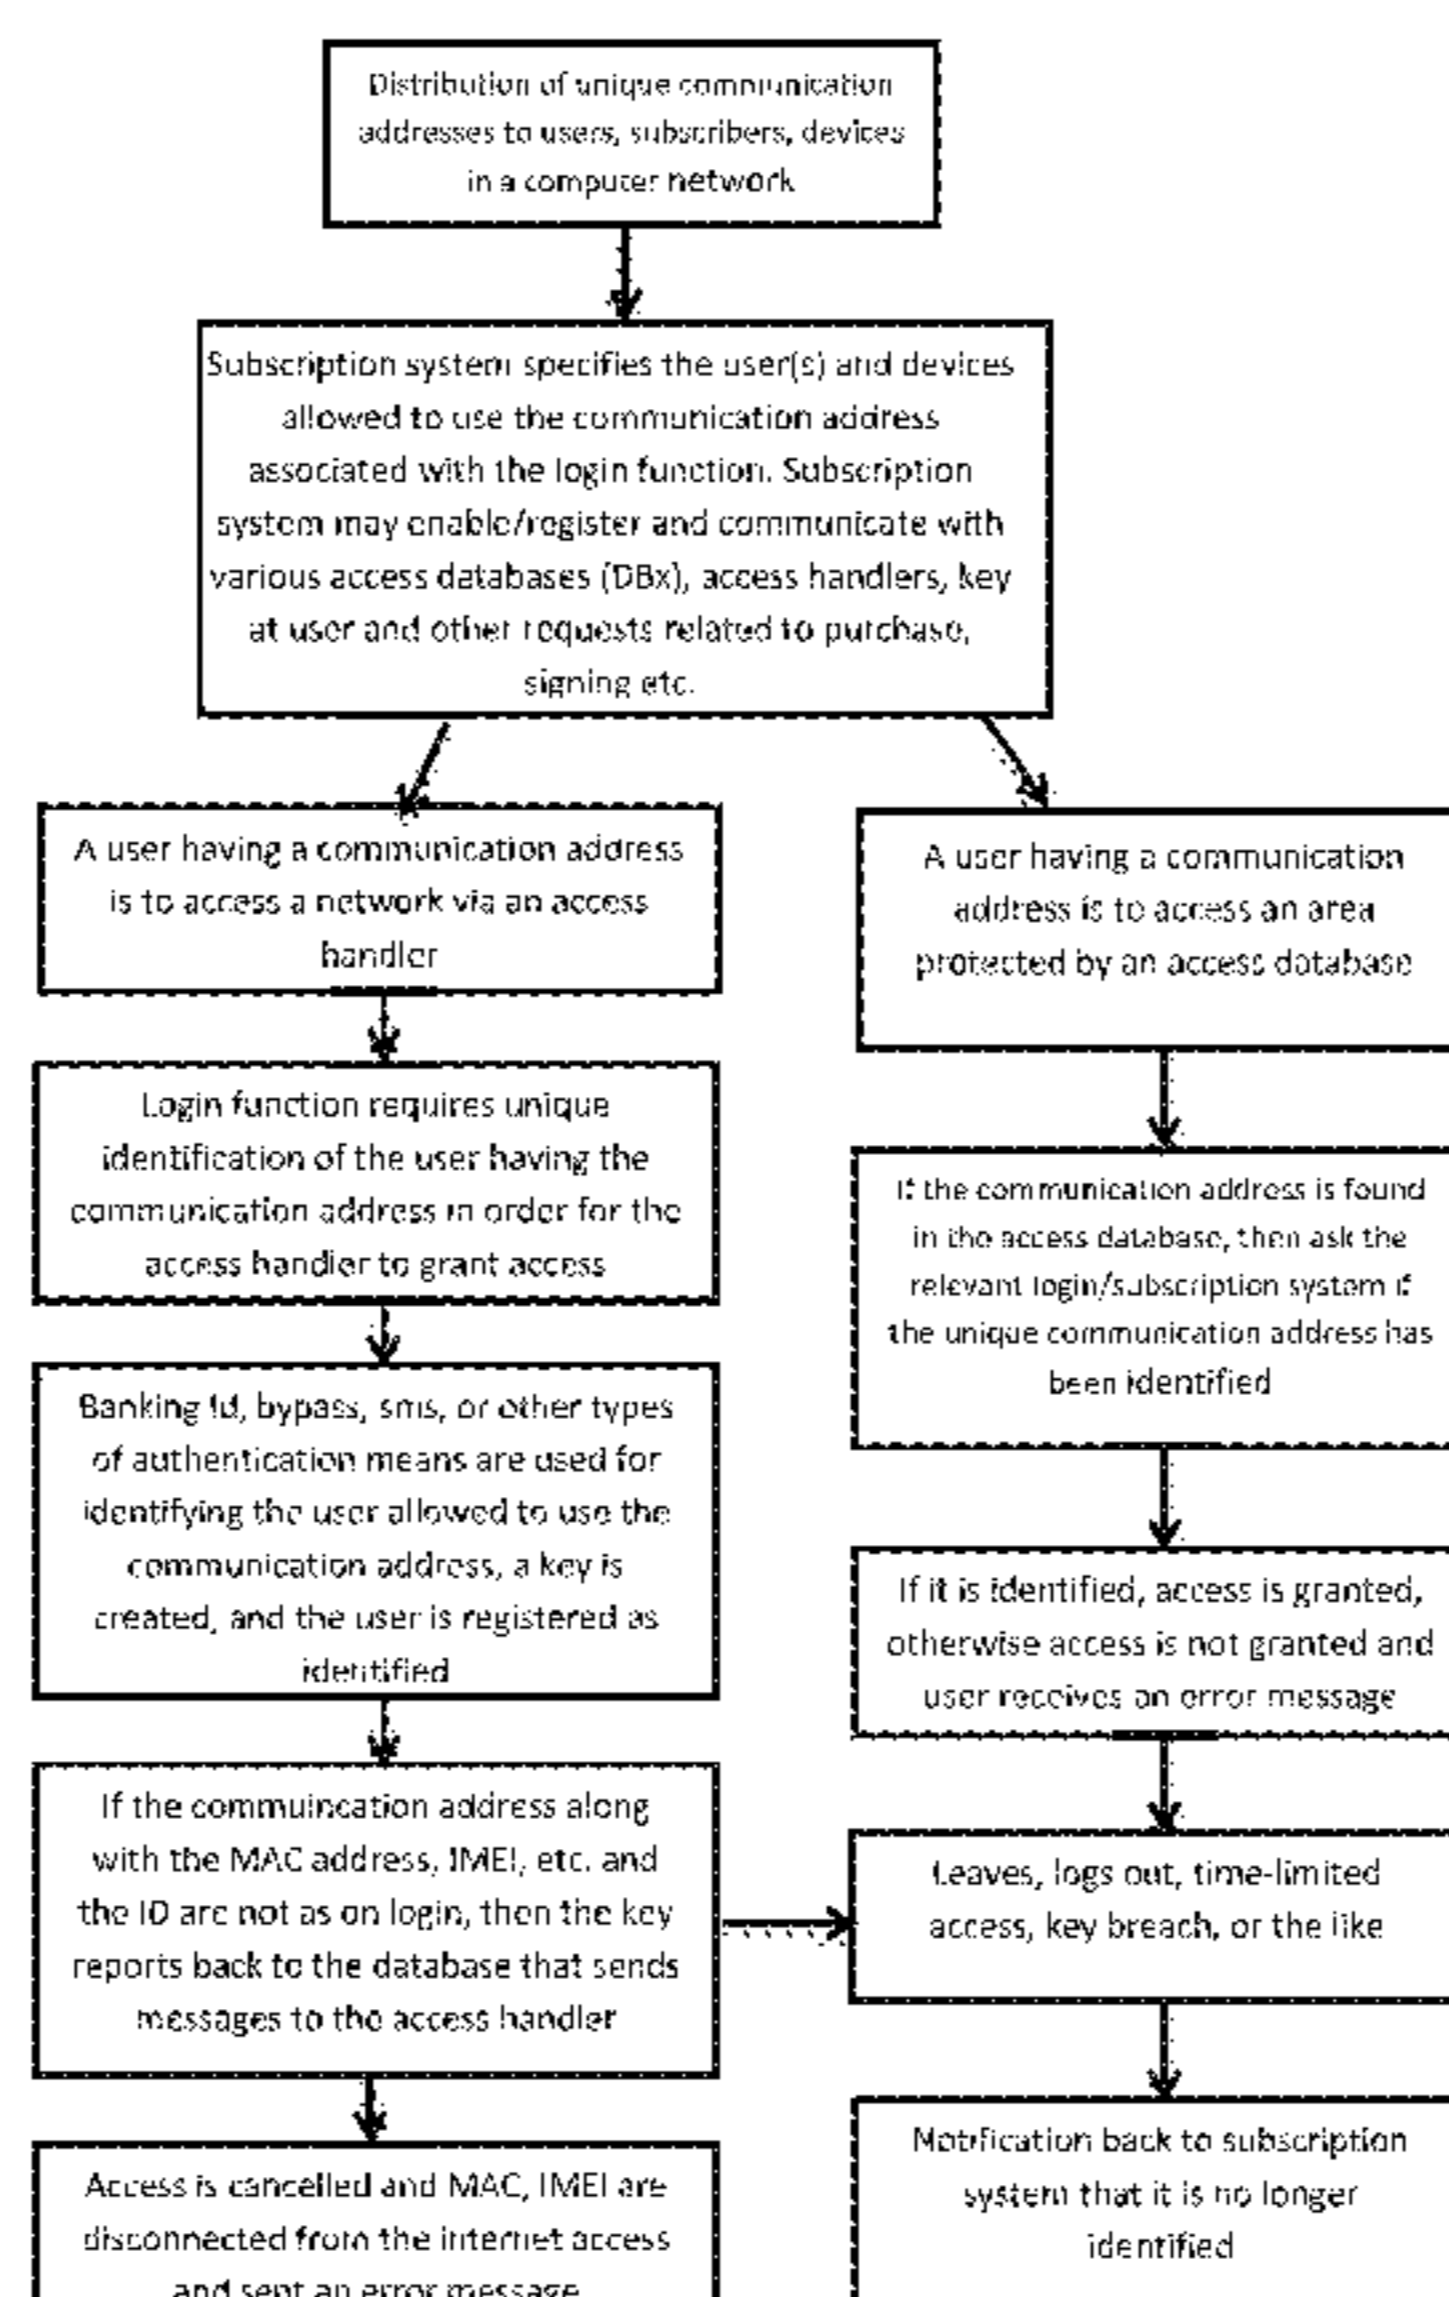 Distribution of unique communication
addresses to users, subscribers, devices
in a computer network
Subscription system specifies the user(s) and devices
allowed to use the communication address
associated with the login function. Subscription
system may enable/register and communicate with
various access databases (DBx), access handlers, key
at user and other requests related to purchase,
signing etc.
A user having a communication address
is to access a network via an access
handler
Login function requires unique
identification of the user having the
communication address in order for the
access handler to grant access
Banking Id, bypass, sms, or other types
of authentication means are used for
identifying the user allowed to use the
communication address, a key is
created, and the user is registered as
identified
If the commuincation address along
with the MAC address, IMEI, etc. and
the ID are not as on login, then the key
reports back to the database that sends
messages to the access handler
Access is cancelled and MAC, IMEI are
disconnected from the internet access
and sent an error message
A user having a communication
address is to access an area
protected by an access database
If the communication address is found
in the access database, then ask the
relevant login/subscription system if
the unique communication address has
been identified
If it is identified, access is granted,
otherwise access is not granted and
user receives an error message
Leaves, logs out, time-limited
access, key breach, or the like
Notification back to subscription
system that it is no longer
identified